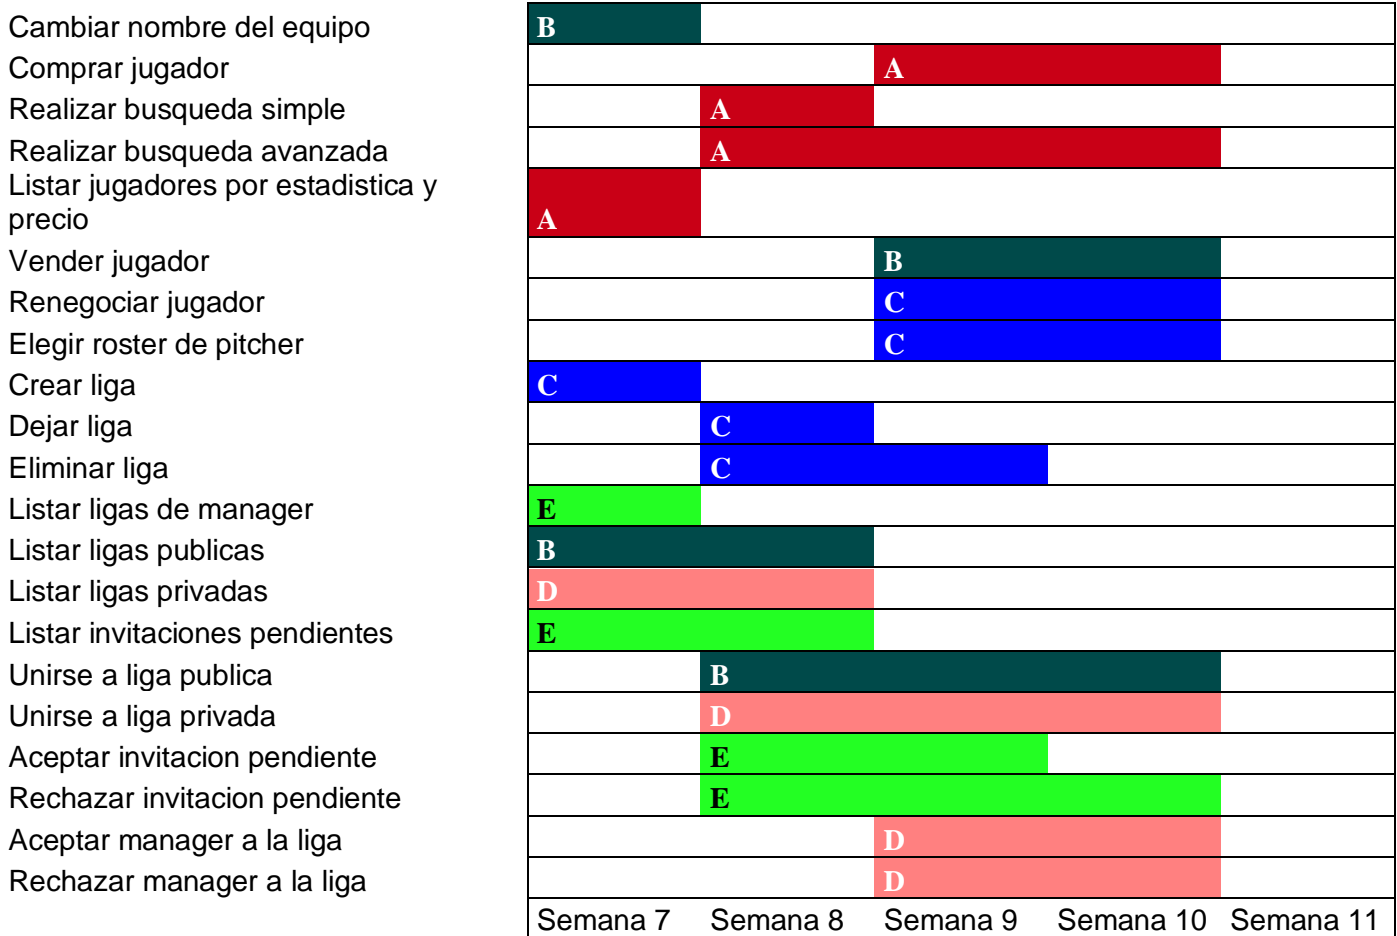 Cambiar nombre del equipo B
Comprar jugador A
Realizar busqueda simple A
Realizar busqueda avanzada A
Listar jugadores por estadistica y
precio A
Vender jugador B
Renegociar jugador C
Elegir roster de pitcher C
Crear liga C
Dejar liga C
Eliminar liga C
Listar ligas de manager E
Listar ligas publicas B
Listar ligas privadas D
Listar invitaciones pendientes E
Unirse a liga publica B
Unirse a liga privada D
Aceptar invitacion pendiente E
Rechazar invitacion pendiente E
Aceptar manager a la liga D
Rechazar manager a la liga D
Semana 7 Semana 8 Semana 9 Semana 10 Semana 11